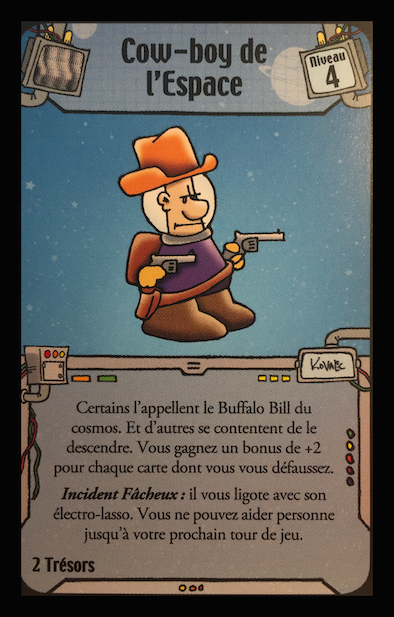 Cow-boy de
l'Espace
Niveau
4
KOVALIC
Certains l'appellent le Buffalo Bill du
cosmos. Et d'autres se contentent de le
descendre. Vous gagnez un bonus de +2
pour chaque carte dont vous vous défaussez.
Incident Fâcheux : il vous ligote avec son
électro-lasso. Vous ne pouvez aider personne
jusqu'à votre prochain tour de jeu.
2 Trésors